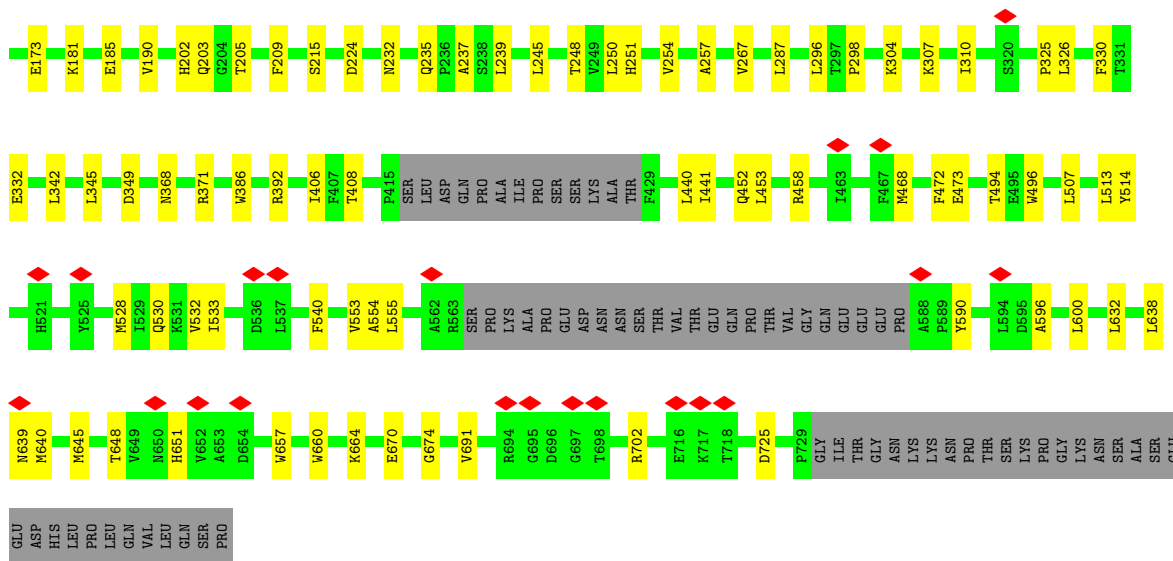 E173 K181 E185 V190 H202 Q203 G204 T205 F209 S215 D224 N232 Q235 P236 A237 S238 L239 L245 T248 V249 L250 H251 V254 A257 V267 L287 L296 T297 P298 K304 K307 I310 S320 P325 L326 F330 T331
E332 L342 L345 D349 N368 R371 W386 R392 I406 F407 T408 P415 SER LEU ASP GLN PRO ALA ILE PRO SER SER LYS ALA THR F429 L440 I441 Q452 L453 R458 I463 F467 M468 F472 E473 T494 E495 W496 L507 L513 Y514
H521 Y525 M528 I529 Q530 K531 V532 I533 D536 L537 F540 V553 A554 L555 A562 R563 SER PRO LYS ALA PRO GLU ASP ASN ASN SER THR VAL THR GLU GLN PRO THR VAL GLY GLN GLU GLU GLU PRO A588 P589 Y590 L594 D595 A596 L600 L632 L638
N639 M640 M645 T648 V649 N650 H651 V652 A653 D654 W657 W660 K664 E670 G674 V691 R694 G695 D696 G697 T698 R702 E716 K717 T718 D725 P729 GLY ILE THR GLY ASN LYS LYS ASN PRO THR SER LYS PRO GLY LYS ASN SER ALA SER
GLU ASP HIS LEU PRO LEU GLN VAL LEU GLN SER PRO